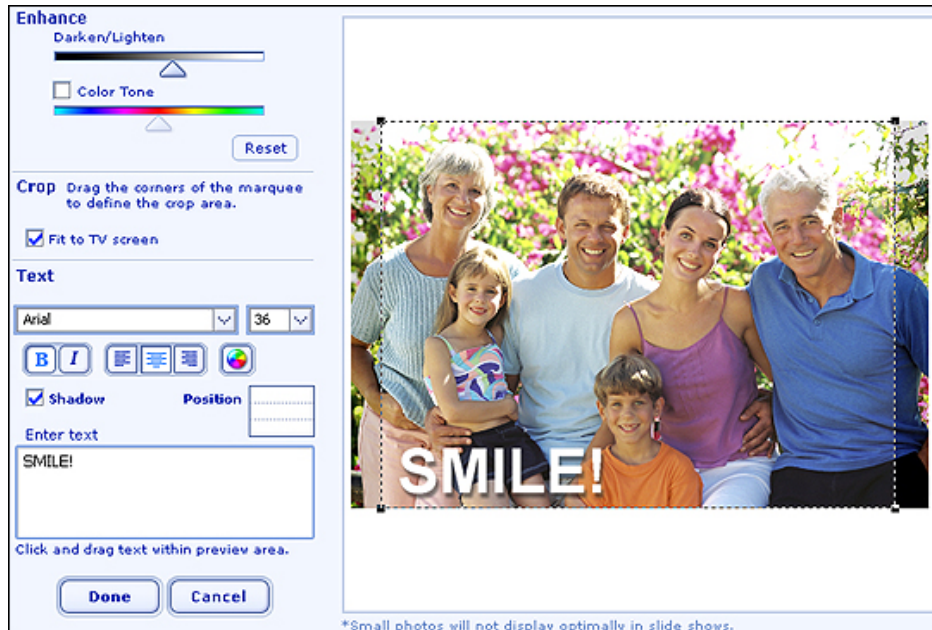 Enhance
Darken/Lighten
Color Tone
Reset
Crop Drag the corners of the marquee
to define the crop area.
Fit to TV screen
Text
Arial 36
B I
Shadow Position
Enter text
SMILE!
Click and drag text within preview area.
Done Cancel
SMILE!
*Small photos will not display optimally in slide shows.